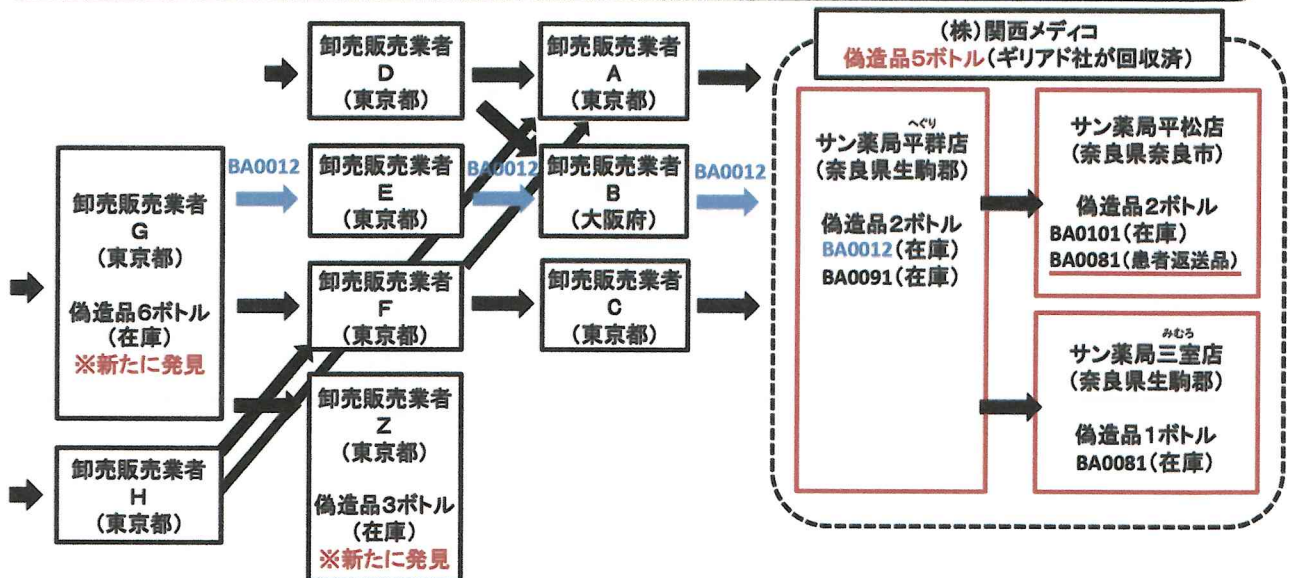 卸売販売業者
D
(東京都)
卸売販売業者
A
(東京都)
(株)関西メディコ
偽造品5ボトル(ギリアド社が回収済)
卸売販売業者
G
(東京都)
偽造品6ボトル
(在庫)
※新たに発見
BA0012
卸売販売業者
E
(東京都)
BA0012
卸売販売業者
B
(大阪府)
BA0012
卸売販売業者
F
(東京都)
卸売販売業者
C
(東京都)
卸売販売業者
H
(東京都)
卸売販売業者
Z
(東京都)
偽造品3ボトル
(在庫)
※新たに発見
へぐり
サン薬局平群店
(奈良県生駒郡)
偽造品2ボトル
BA0012(在庫)
BA0091(在庫)
サン薬局平松店
(奈良県奈良市)
偽造品2ボトル
BA0101(在庫)
BA0081(患者返送品)
みむろ
サン薬局三室店
(奈良県生駒郡)
偽造品1ボトル
BA0081(在庫)